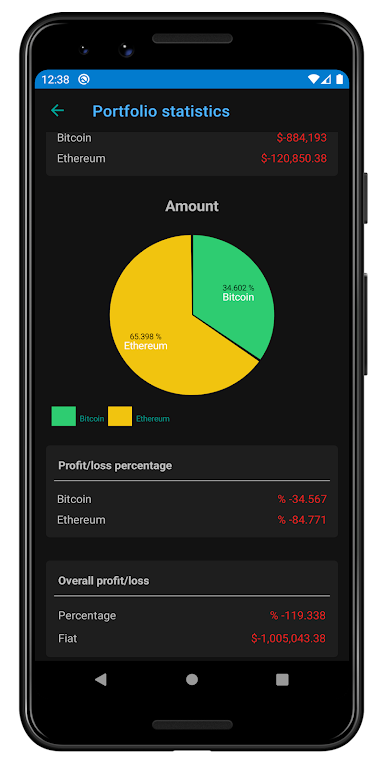 12:38
Portfolio statistics
Bitcoin $-884,193
Ethereum $-120,850.38
Amount
34.602 %
Bitcoin
65.398 %
Ethereum
Bitcoin Ethereum
Profit/loss percentage
Bitcoin % -34.567
Ethereum % -84.771
Overall profit/loss
Percentage % -119.338
Fiat $-1,005,043.38